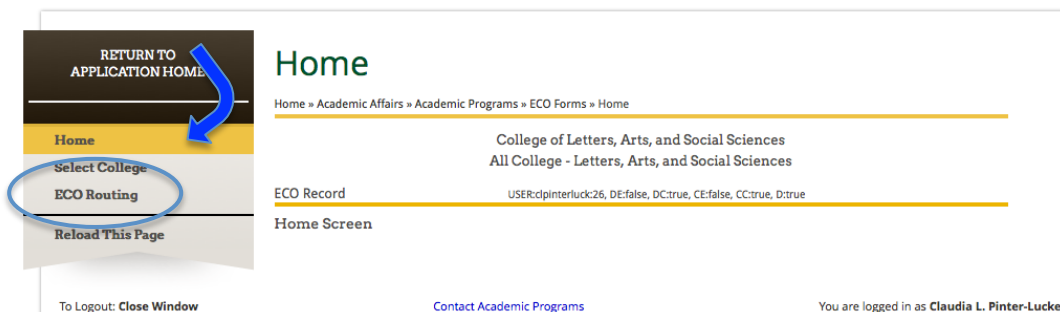 RETURN TO
APPLICATION HOME
Home
Select College
ECO Routing
Reload This Page
Home
Home » Academic Affairs » Academic Programs » ECO Forms » Home
College of Letters, Arts, and Social Sciences
All College - Letters, Arts, and Social Sciences
ECO Record USER:clpinterluck:26, DE:false, DC:true, CE:false, CC:true, D:true
Home Screen
To Logout: Close Window Contact Academic Programs You are logged in as Claudia L. Pinter-Lucke